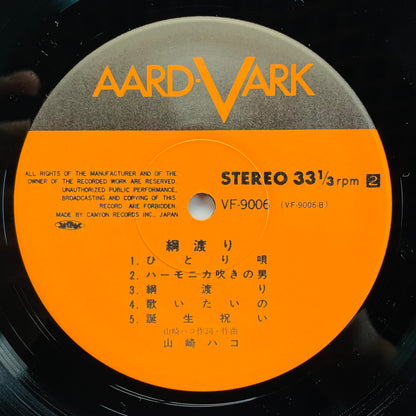 AARD-VARK
ALL RIGHTS OF THE MANUFACTURER AND OF THE
OWNER OF THE RECORDED WORK ARE RESERVED.
UNAUTHORIZED PUBLIC PERFORMANCE,
BROADCASTING AND COPYING OF THIS
RECORD ARE FORBIDDEN.
MADE BY CANYON RECORDS INC., JAPAN
STEREO 33 1/3 rpm 2
VF-9006 (VF-9006-B)
綱渡り
1. ひとり唄
2. ハーモニカ吹きの男
3. 綱渡り
4. 歌いたいの
5. 誕生祝い
山崎ハコ作詞・作曲
山崎ハコ